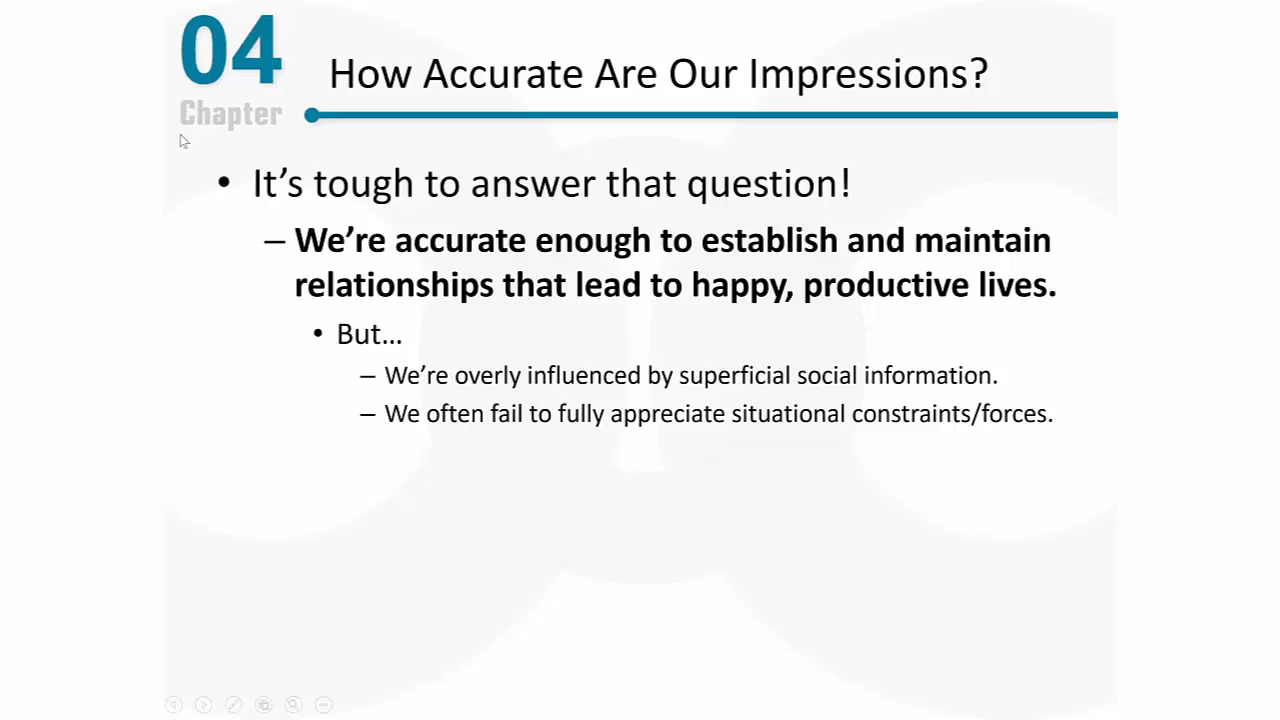 04
Chapter
How Accurate Are Our Impressions?
• It’s tough to answer that question!
– We’re accurate enough to establish and maintain
relationships that lead to happy, productive lives.
• But…
– We’re overly influenced by superficial social information.
– We often fail to fully appreciate situational constraints/forces.